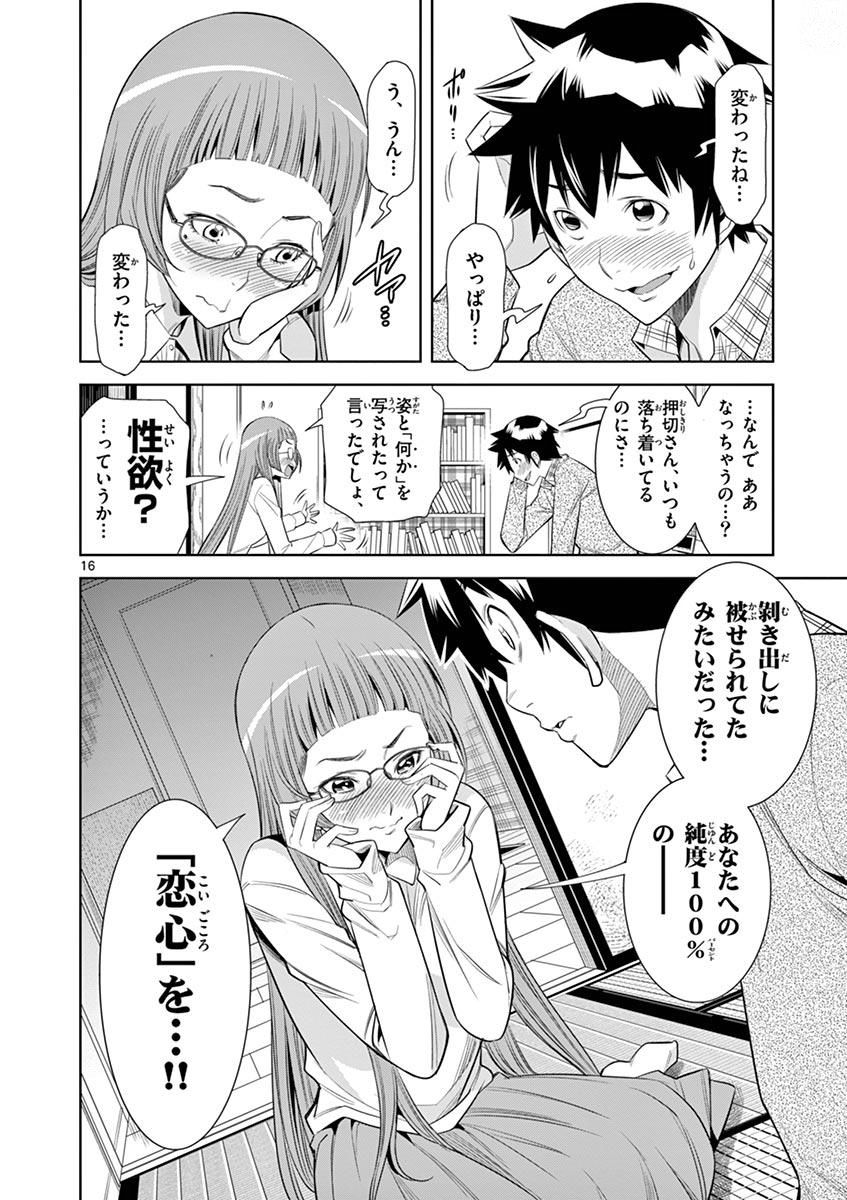 変わったね…
やっぱり…
ポリ…
う、うん…
変わった…
セァ…
…なんで ああ
なっちゃうの…?
押切さん、いつも
落ち着いてる
のにさ…
姿と「何か」を
写されたって
言ったでしょ、
性欲?
…っていうか…
16
剝き出しに
被せられてた
みたいだった…
あなたへの
純度100%
の――
「恋心」を…!!